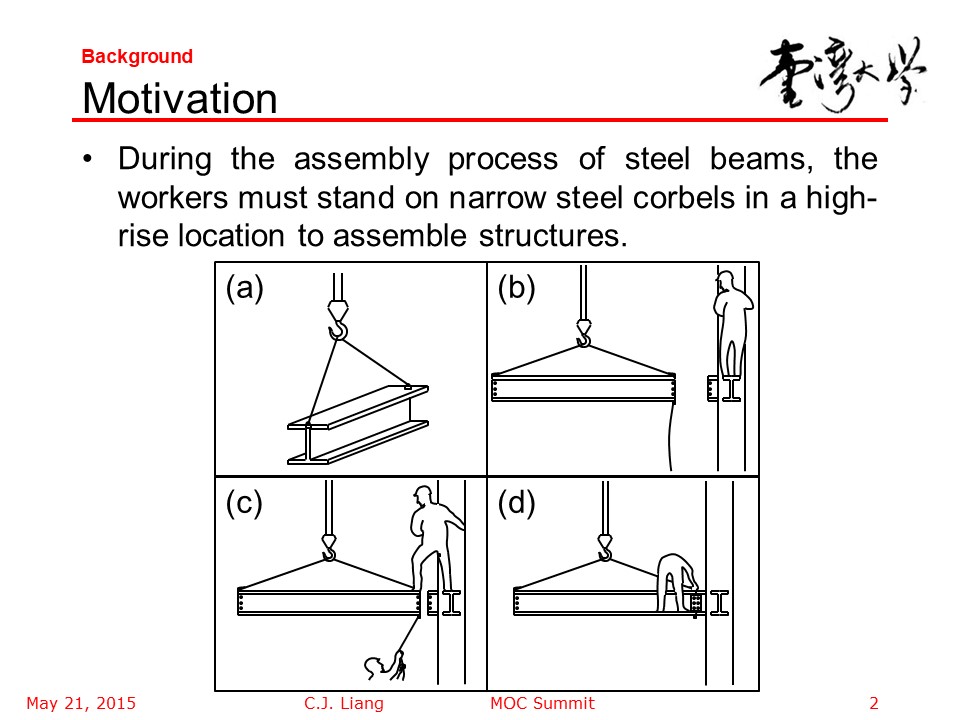 Background
Motivation
臺灣大學
• During the assembly process of steel beams, the
workers must stand on narrow steel corbels in a high-
rise location to assemble structures.
(a)
(b)
(c)
(d)
May 21, 2015
C.J. Liang
MOC Summit
2